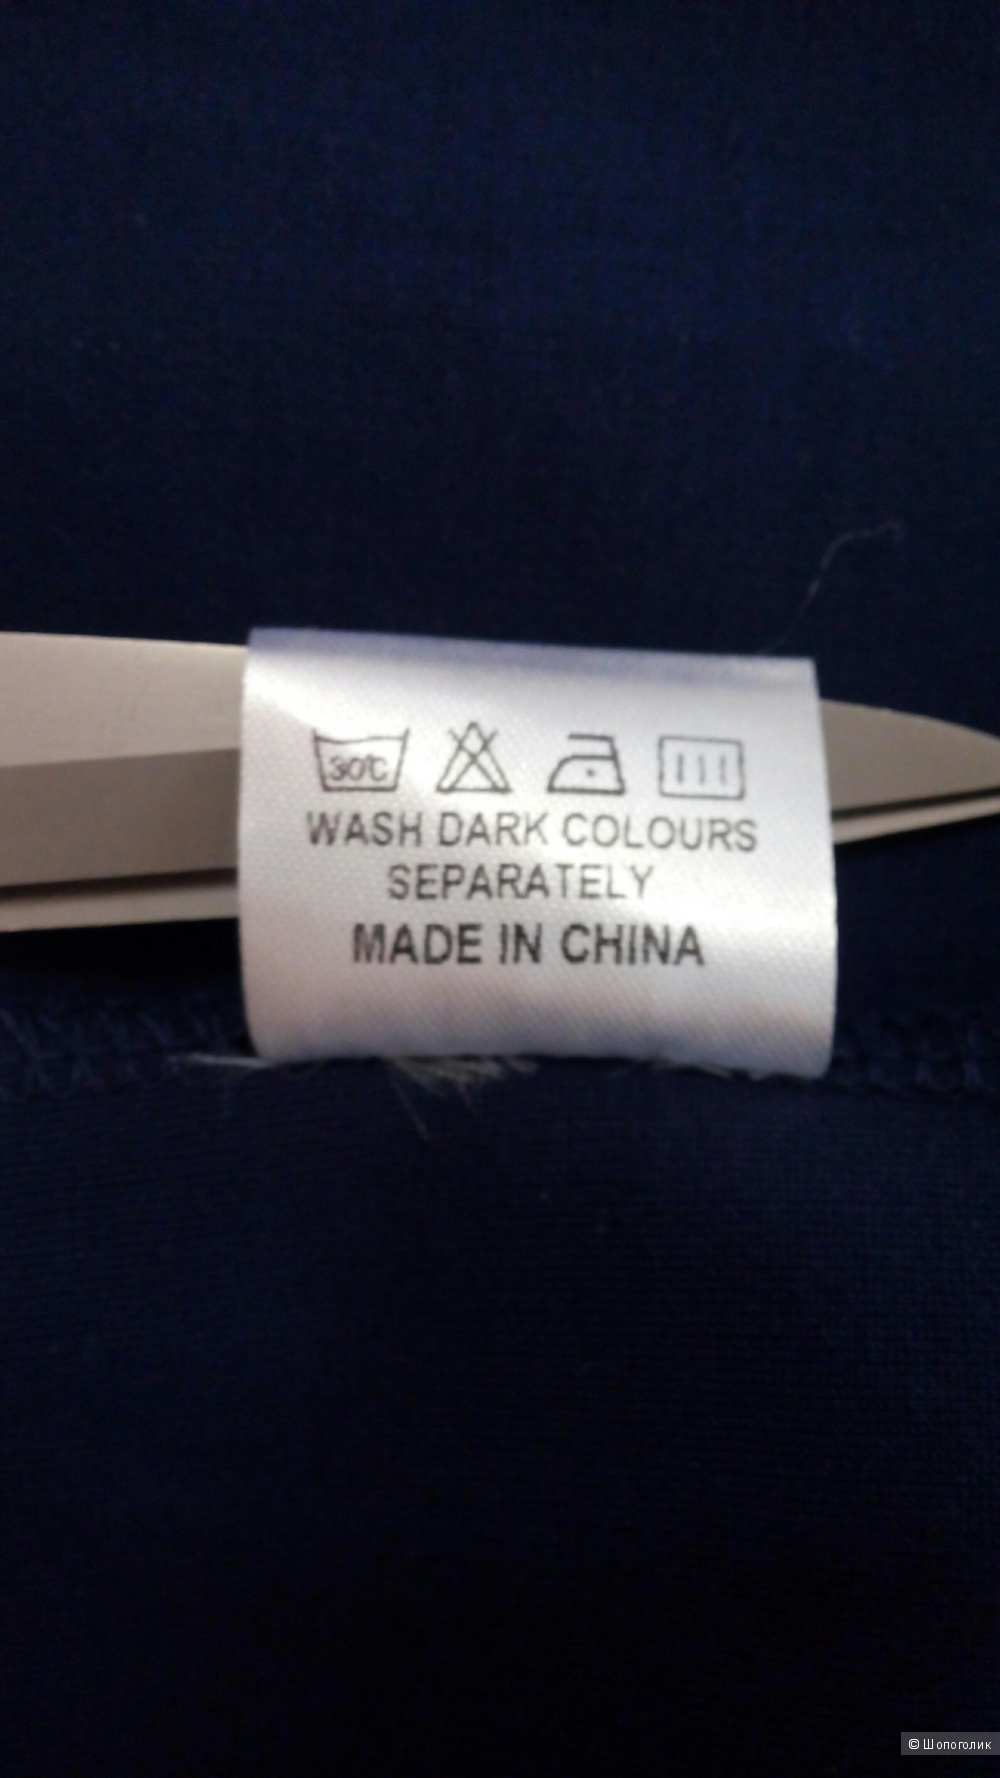 30°C
WASH DARK COLOURS
SEPARATELY
MADE IN CHINA
© Шопоголик